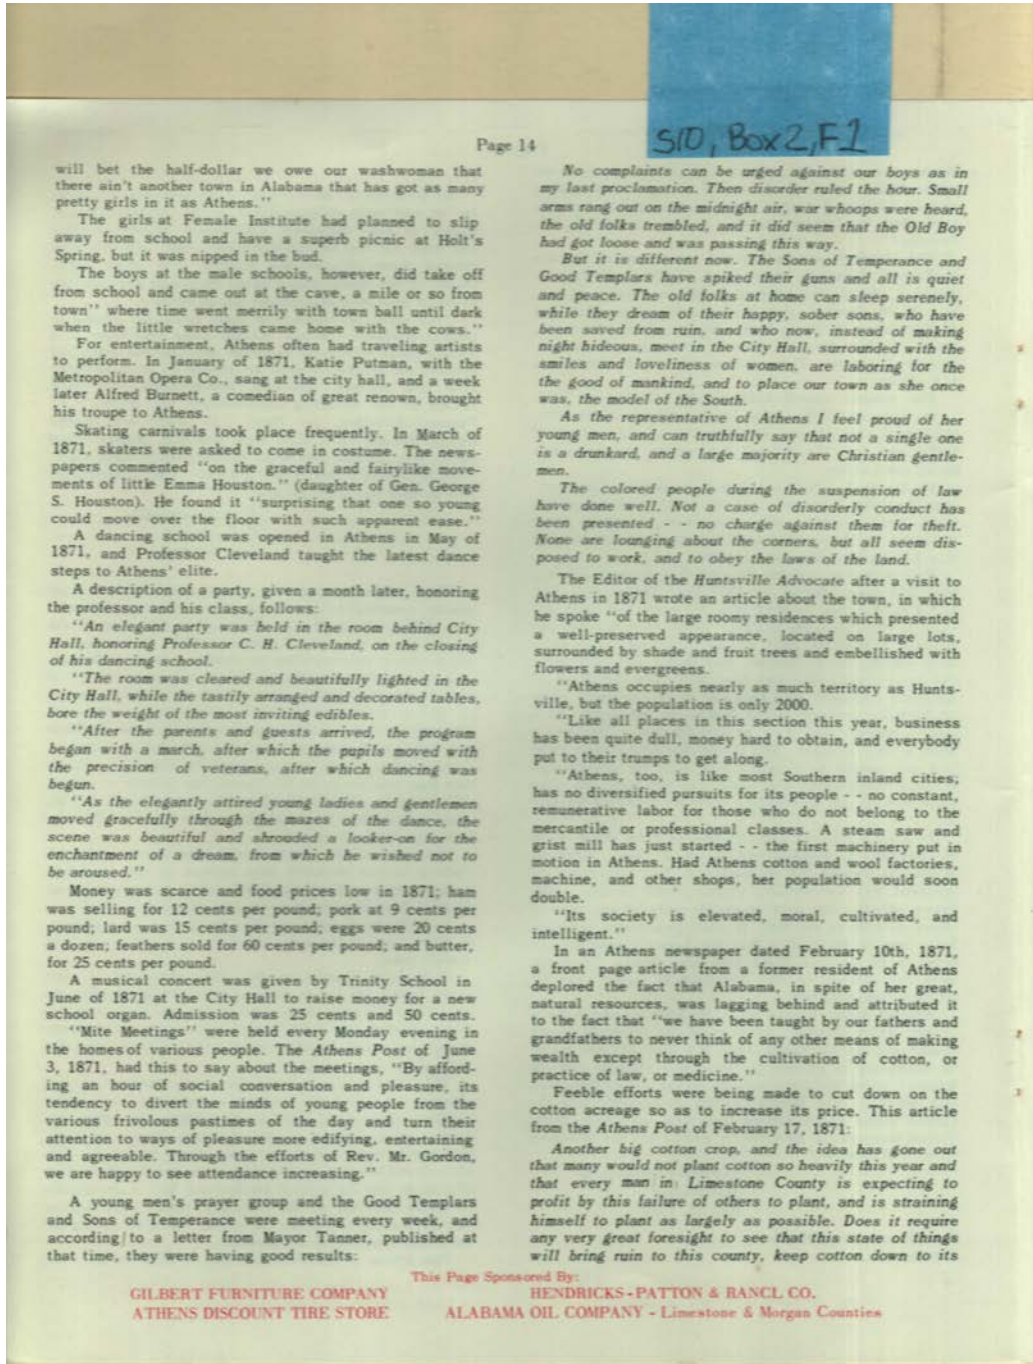 S10, Box 2, F1
Page 14
will bet the half-dollar we owe our washwoman that
there ain't another town in Alabama that has got as many
pretty girls in it as Athens."
The girls at Female Institute had planned to slip
away from school and have a superb picnic at Holt's
Spring, but it was nipped in the bud.
The boys at the male schools, however, did take off
from school and came out at the cave, a mile or so from
town" where time went merrily with town ball until dark
when the little wretches came home with the cows."
For entertainment, Athens often had traveling artists
to perform. In January of 1871, Katie Putman, with the
Metropolitan Opera Co., sang at the city hall, and a week
later Alfred Burnett, a comedian of great renown, brought
his troupe to Athens.
Skating carnivals took place frequently. In March of
1871, skaters were asked to come in costume. The news-
papers commented "on the graceful and fairylike move-
ments of little Emma Houston." (daughter of Gen. George
S. Houston). He found it "surprising that one so young
could move over the floor with such apparent ease."
A dancing school was opened in Athens in May of
1871, and Professor Cleveland taught the latest dance
steps to Athens' elite.
A description of a party, given a month later, honoring
the professor and his class, follows:
"An elegant party was held in the room behind City
Hall, honoring Professor C. H. Cleveland, on the closing
of his dancing school.
"The room was cleared and beautifully lighted in the
City Hall, while the tastily arranged and decorated tables,
bore the weight of the most inviting edibles.
"After the parents and guests arrived, the program
began with a march, after which the pupils moved with
the precision of veterans, after which dancing was
begun.
"As the elegantly attired young ladies and gentlemen
moved gracefully through the mazes of the dance, the
scene was beautiful and shrouded a looker-on for the
enchantment of a dream, from which he wished not to
be aroused."
Money was scarce and food prices low in 1871; ham
was selling for 12 cents per pound; pork at 9 cents per
pound; lard was 15 cents per pound; eggs were 20 cents
a dozen; feathers sold for 60 cents per pound; and butter,
for 25 cents per pound.
A musical concert was given by Trinity School in
June of 1871 at the City Hall to raise money for a new
school organ. Admission was 25 cents and 50 cents.
"Mite Meetings" were held every Monday evening in
the homes of various people. The Athens Post of June
3, 1871, had this to say about the meetings, "By afford-
ing an hour of social conversation and pleasure, its
tendency to divert the minds of young people from the
various frivolous pastimes of the day and turn their
attention to ways of pleasure more edifying, entertaining
and agreeable. Through the efforts of Rev. Mr. Gordon,
we are happy to see attendance increasing."
A young men's prayer group and the Good Templars
and Sons of Temperance were meeting every week, and
according to a letter from Mayor Tanner, published at
that time, they were having good results:
No complaints can be urged against our boys as in
my last proclamation. Then disorder ruled the hour. Small
arms rang out on the midnight air, war whoops were heard,
the old folks trembled, and it did seem that the Old Boy
had got loose and was passing this way.
But it is different now. The Sons of Temperance and
Good Templars have spiked their guns and all is quiet
and peace. The old folks at home can sleep serenely,
while they dream of their happy, sober sons, who have
been saved from ruin, and who now, instead of making
night hideous, meet in the City Hall, surrounded with the
smiles and loveliness of women, are laboring for the
the good of mankind, and to place our town as she once
was, the model of the South.
As the representative of Athens I feel proud of her
young men, and can truthfully say that not a single one
is a drunkard, and a large majority are Christian gentle-
men.
The colored people during the suspension of law
have done well. Not a case of disorderly conduct has
been presented - - no charge against them for theft.
None are lounging about the corners, but all seem dis-
posed to work, and to obey the laws of the land.
The Editor of the Huntsville Advocate after a visit to
Athens in 1871 wrote an article about the town, in which
he spoke "of the large roomy residences which presented
a well-preserved appearance, located on large lots,
surrounded by shade and fruit trees and embellished with
flowers and evergreens.
"Athens occupies nearly as much territory as Hunts-
ville, but the population is only 2000.
"Like all places in this section this year, business
has been quite dull, money hard to obtain, and everybody
put to their trumps to get along.
"Athens, too, is like most Southern inland cities;
has no diversified pursuits for its people - - no constant,
remunerative labor for those who do not belong to the
mercantile or professional classes. A steam saw and
grist mill has just started - - the first machinery put in
motion in Athens. Had Athens cotton and wool factories,
machine, and other shops, her population would soon
double.
"Its society is elevated, moral, cultivated, and
intelligent."
In an Athens newspaper dated February 10th, 1871,
a front page article from a former resident of Athens
deplored the fact that Alabama, in spite of her great,
natural resources, was lagging behind and attributed it
to the fact that "we have been taught by our fathers and
grandfathers to never think of any other means of making
wealth except through the cultivation of cotton, or
practice of law, or medicine."
Feeble efforts were being made to cut down on the
cotton acreage so as to increase its price. This article
from the Athens Post of February 17, 1871:
Another big cotton crop, and the idea has gone out
that many would not plant cotton so heavily this year and
that every man in Limestone County is expecting to
profit by this failure of others to plant, and is straining
himself to plant as largely as possible. Does it require
any very great foresight to see that this state of things
will bring ruin to this county, keep cotton down to its
This Page Sponsored By:
GILBERT FURNITURE COMPANY
ATHENS DISCOUNT TIRE STORE
HENDRICKS - PATTON & RANCL CO.
ALABAMA OIL COMPANY - Limestone & Morgan Counties